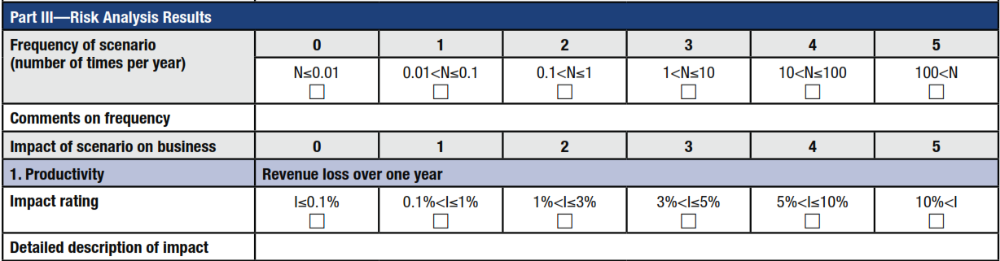 Part III—Risk Analysis Results
Frequency of scenario (number of times per year) 0 1 2 3 4 5
N≤0.01 0.01<N≤0.1 0.1<N≤1 1<N≤10 10<N≤100 100<N
Comments on frequency
Impact of scenario on business 0 1 2 3 4 5
1. Productivity Revenue loss over one year
Impact rating I≤0.1% 0.1%<I≤1% 1%<I≤3% 3%<I≤5% 5%<I≤10% 10%<I
Detailed description of impact